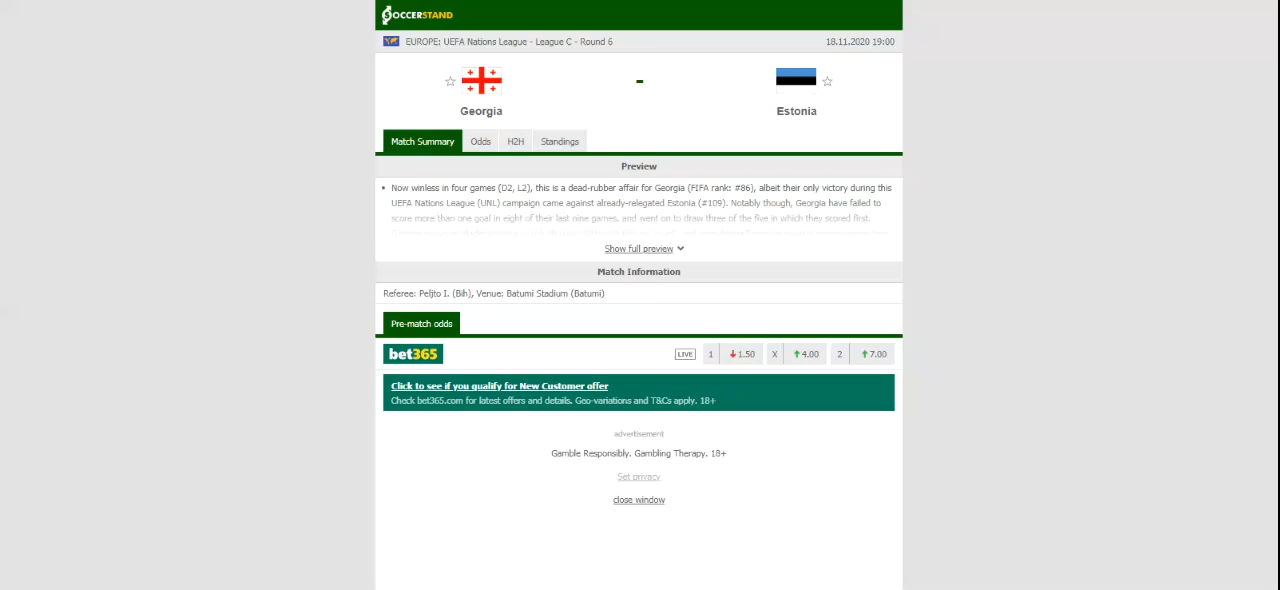 SOCCERSTAND
EUROPE: UEFA Nations League - League C - Round 6 18.11.2020 19:00
-
Georgia Estonia
Match Summary Odds H2H Standings
Preview
• Now winless in four games (D2, L2), this is a dead-rubber affair for Georgia (FIFA rank: #86), albeit their only victory during this
UEFA Nations League (UNL) campaign came against already-relegated Estonia (#109). Notably though, Georgia have failed to
score more than one goal in eight of their last nine games, and went on to draw three of the five in which they scored first.
Show full preview
Match Information
Referee: Peljto I. (Bih), Venue: Batumi Stadium (Batumi)
Pre-match odds
bet365 LIVE 1 1.50 X 4.00 2 7.00
Click to see if you qualify for New Customer offer
Check bet365.com for latest offers and details. Geo-variations and T&Cs apply. 18+
advertisement
Gamble Responsibly. Gambling Therapy. 18+
Set privacy
close window